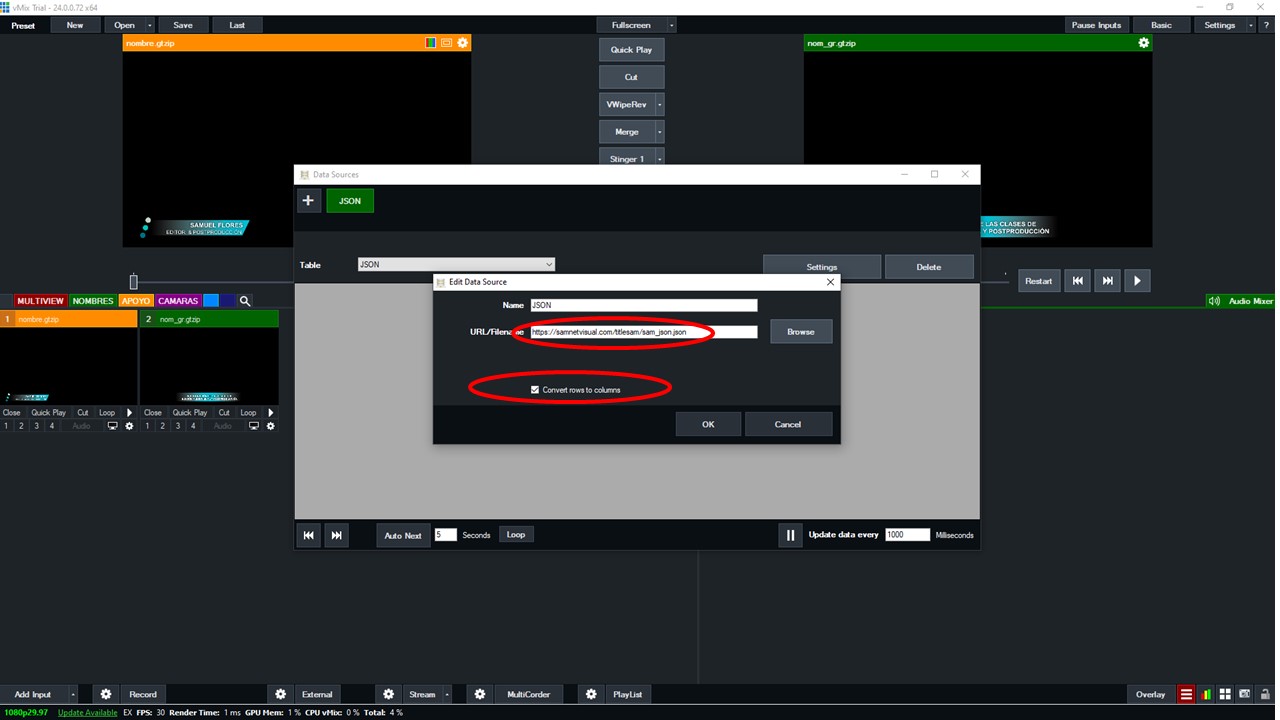 vMix Trial - 24.0.0.72 x64
Preset New Open Save Last Fullscreen Pause Inputs Basic Settings ?
nombre.gtzip
nom_gr.gtzip
Quick Play
Cut
VWipeRev
Merge
Stinger 1
Data Sources
JSON
SAMUEL FLORES
EDITOR & POSTPRODUCCIÓN
LAS CLASES DE
Y POSTPRODUCCIÓN
Table JSON Settings Delete
Restart
Edit Data Source
MULTIVIEW NOMBRES APOYO CAMARAS
Audio Mixer
Name JSON
1 nombre.gtzip
2 nom_gr.gtzip
URL/Filename https://samnetvisual.com/titlesam/sam_json.json Browse
Convert rows to columns
Close Quick Play Cut Loop
Close Quick Play Cut Loop
1 2 3 4 Audio
1 2 3 4 Audio
OK Cancel
Auto Next 5 Seconds Loop Update data every 1000 Milliseconds
Add Input Record External Stream MultiCorder PlayList Overlay
1080p29.97 Update Available EX FPS: 30 Render Time: 1 ms GPU Mem: 1 % CPU vMix: 0 % Total: 4 %